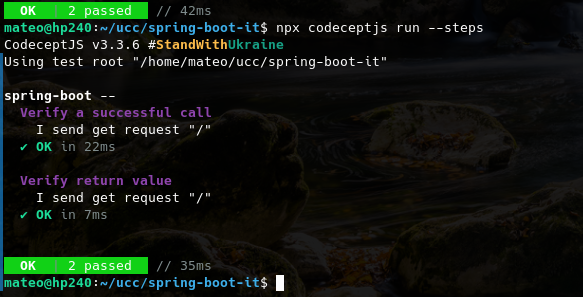 OK | 2 passed // 42ms
mateo@hp240:~/ucc/spring-boot-it$ npx codeceptjs run --steps
CodeceptJS v3.3.6 #StandWithUkraine
Using test root "/home/mateo/ucc/spring-boot-it"
spring-boot --
Verify a successful call
I send get request "/"
✔ OK in 22ms
Verify return value
I send get request "/"
✔ OK in 7ms
OK | 2 passed // 35ms
mateo@hp240:~/ucc/spring-boot-it$